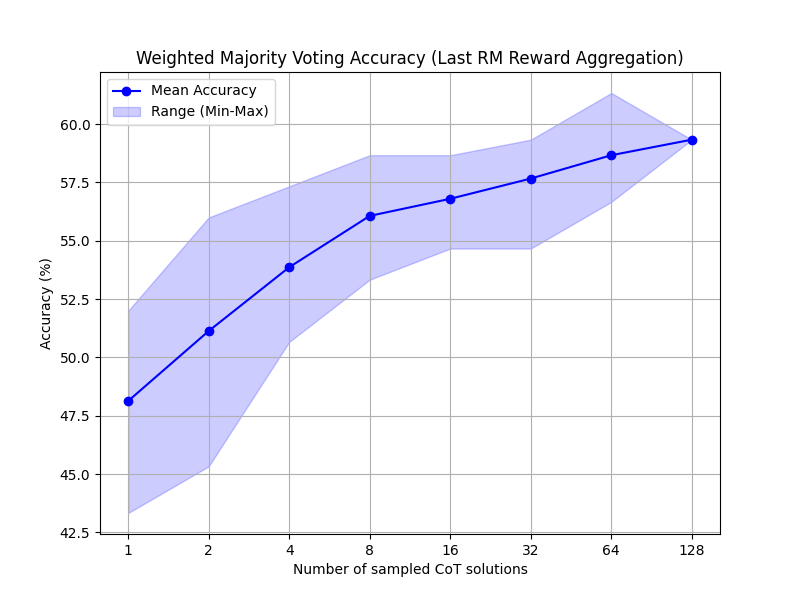 Weighted Majority Voting Accuracy (Last RM Reward Aggregation)
Mean Accuracy
Range (Min-Max)
Accuracy (%)
60.0
57.5
55.0
52.5
50.0
47.5
45.0
42.5
1 2 4 8 16 32 64 128
Number of sampled CoT solutions